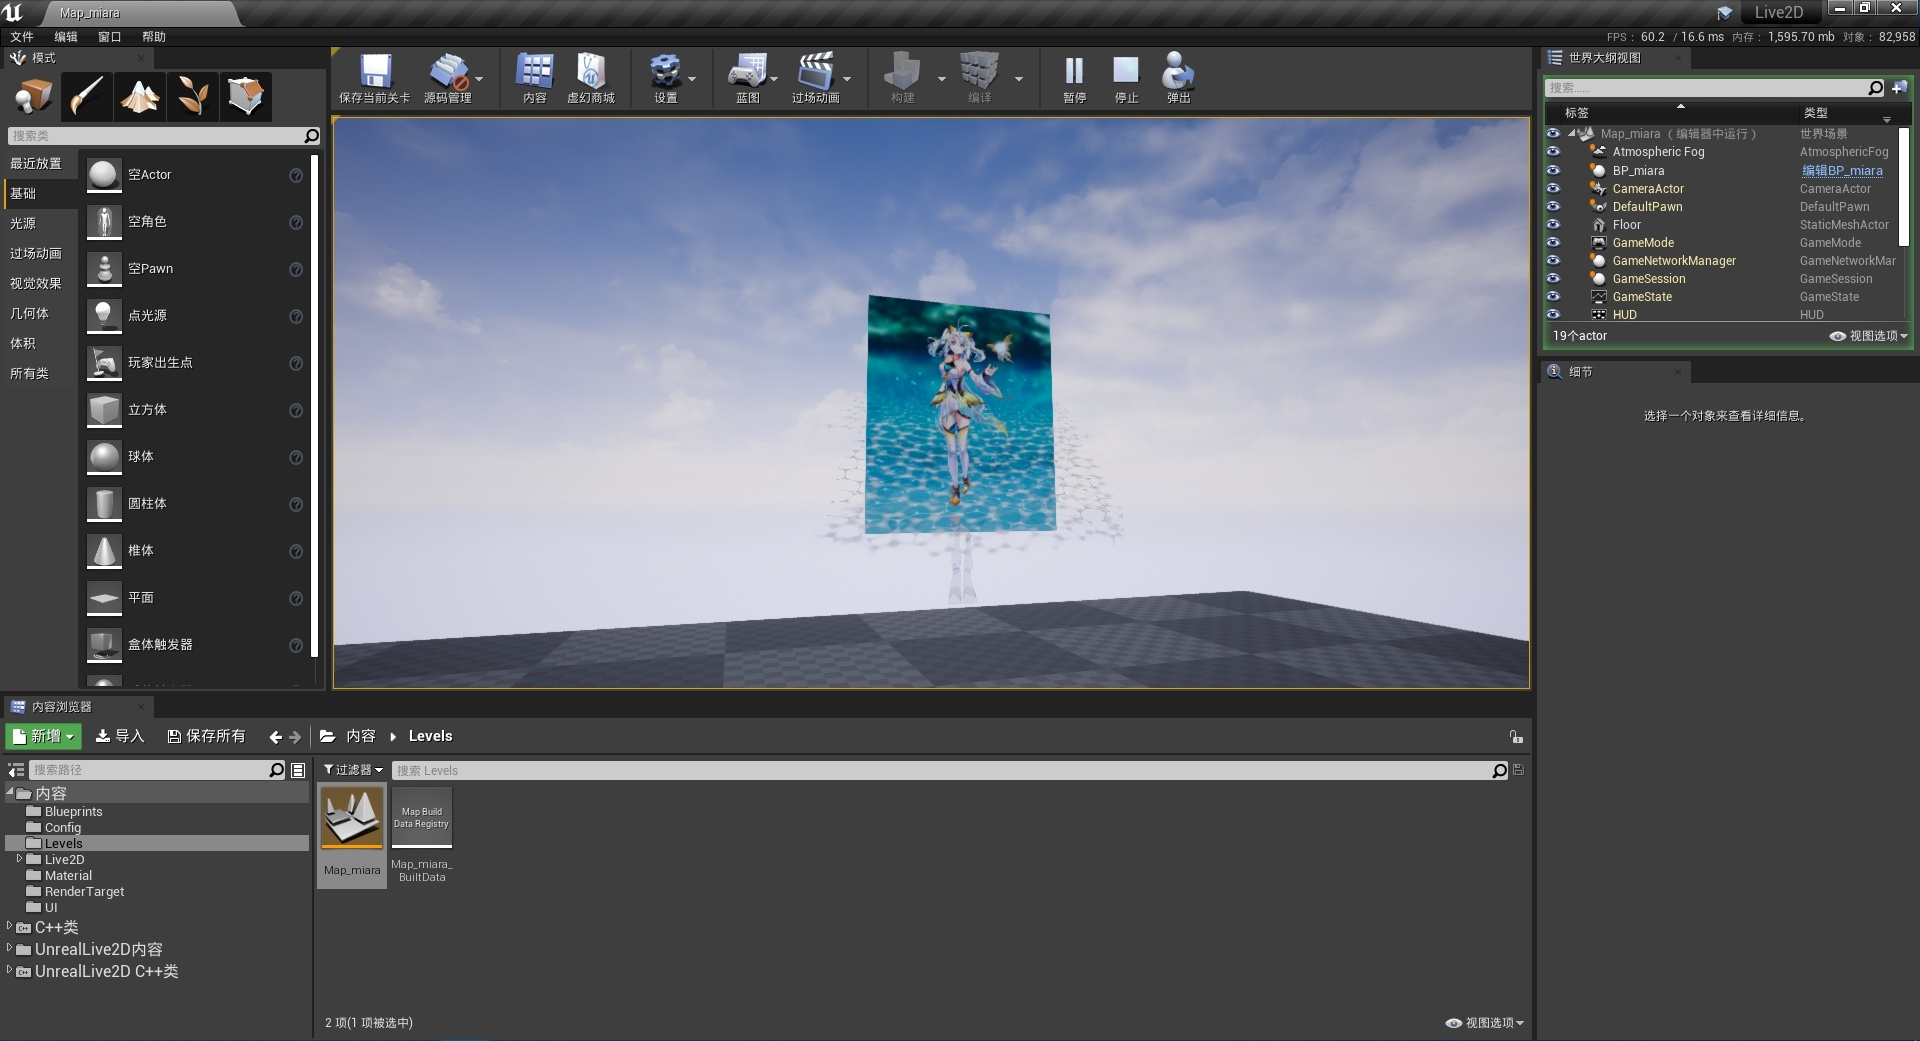 Map_miara
Live2D
文件 编辑 窗口 帮助
FPS： 60.2 / 16.6 ms 内存： 1,595.70 mb 对象： 82,958
模式
搜索类
最近放置
基础
光源
过场动画
视觉效果
几何体
体积
所有类
空Actor
空角色
空Pawn
点光源
玩家出生点
立方体
球体
圆柱体
椎体
平面
盒体触发器
保存当前关卡 源码管理 内容 虚幻商城 设置 蓝图 过场动画 构建 编译 暂停 停止 弹出
世界大纲视图
搜索......
标签 类型
Map_miara （编辑器中运行） 世界场景
Atmospheric Fog AtmosphericFog
BP_miara 编辑BP_miara
CameraActor CameraActor
DefaultPawn DefaultPawn
Floor StaticMeshActor
GameMode GameMode
GameNetworkManager GameNetworkMar
GameSession GameSession
GameState GameState
HUD HUD
19个actor 视图选项
细节
选择一个对象来查看详细信息。
内容浏览器
新增 导入 保存所有 内容 Levels
搜索路径
内容
Blueprints
Config
Levels
Live2D
Material
RenderTarget
UI
C++类
UnrealLive2D内容
UnrealLive2D C++类
过滤器 搜索 Levels
Map_miara
Map Build
Data Registry
Map_miara_
BuiltData
2 项(1 项被选中) 视图选项